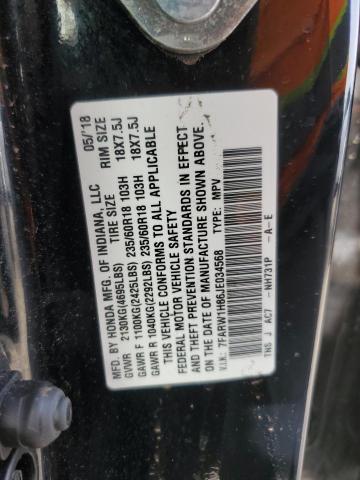 MFD. BY HONDA MFG. OF INDIANA, LLC 05/'18
TIRE SIZE RIM SIZE
GVWR 2130KG(4695LBS)
GAWR F 1100KG(2425LBS) 235/60R18 103H 18X7.5J
GAWR R 1040KG(2292LBS) 235/60R18 103H 18X7.5J
THIS VEHICLE CONFORMS TO ALL APPLICABLE
FEDERAL MOTOR VEHICLE SAFETY
AND THEFT PREVENTION STANDARDS IN EFFECT
ON THE DATE OF MANUFACTURE SHOWN ABOVE.
V.I.N.: 7FARW1H86JE034568 TYPE: MPV
TNS AC7 NH731P -A-E